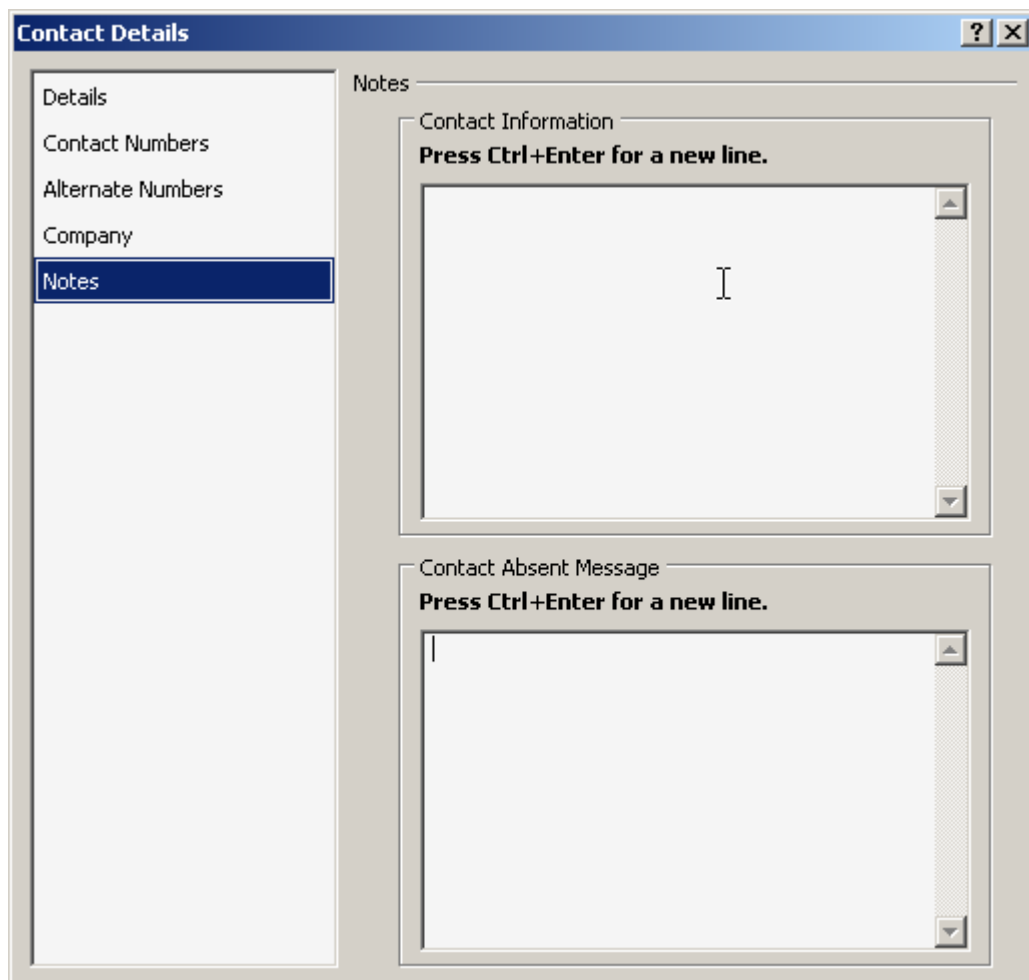 Contact Details
Details
Contact Numbers
Alternate Numbers
Company
Notes
Notes
Contact Information
Press Ctrl+Enter for a new line.
Contact Absent Message
Press Ctrl+Enter for a new line.